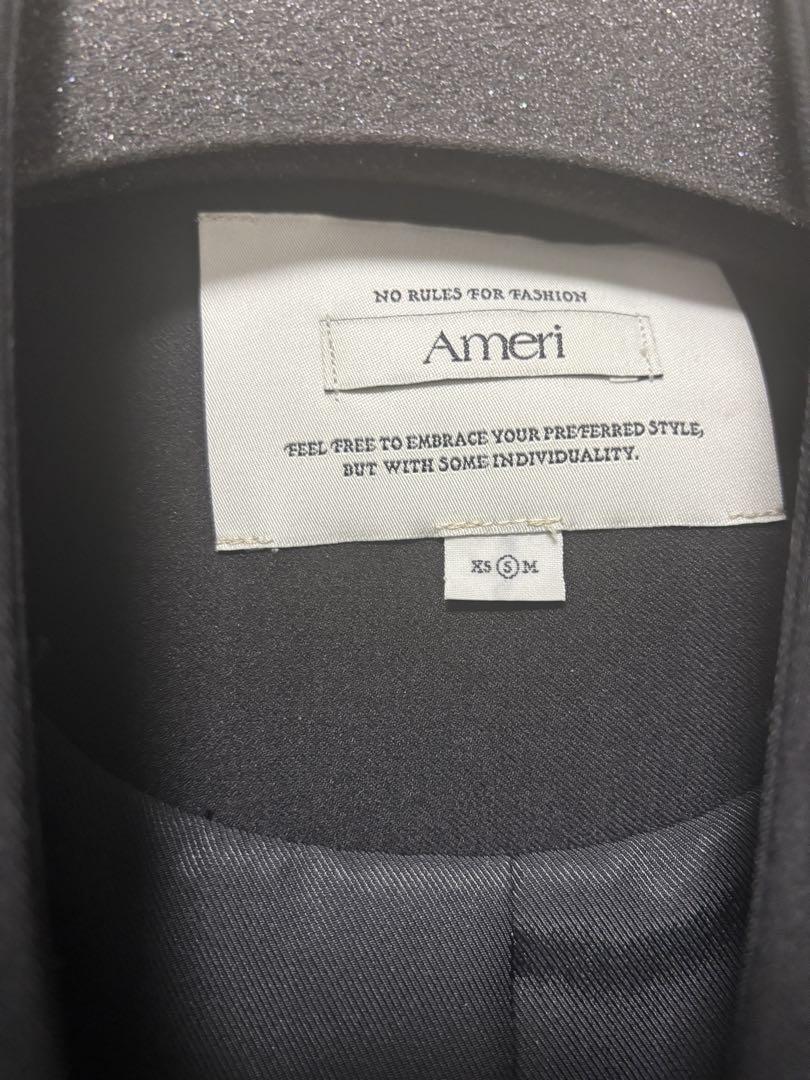 NO RULES FOR FASHION
Ameri
FEEL FREE TO EMBRACE YOUR PREFERRED STYLE,
BUT WITH SOME INDIVIDUALITY.
XS Ⓢ M